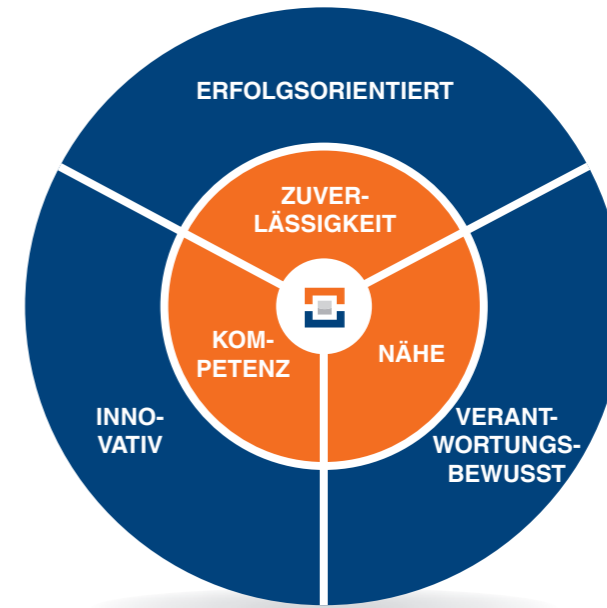 ERFOLGSORIENTIERT
ZUVER-
LÄSSIGKEIT
KOM-
PETENZ
NÄHE
INNO-
VATIV
VERANT-
WORTUNGS-
BEWUSST